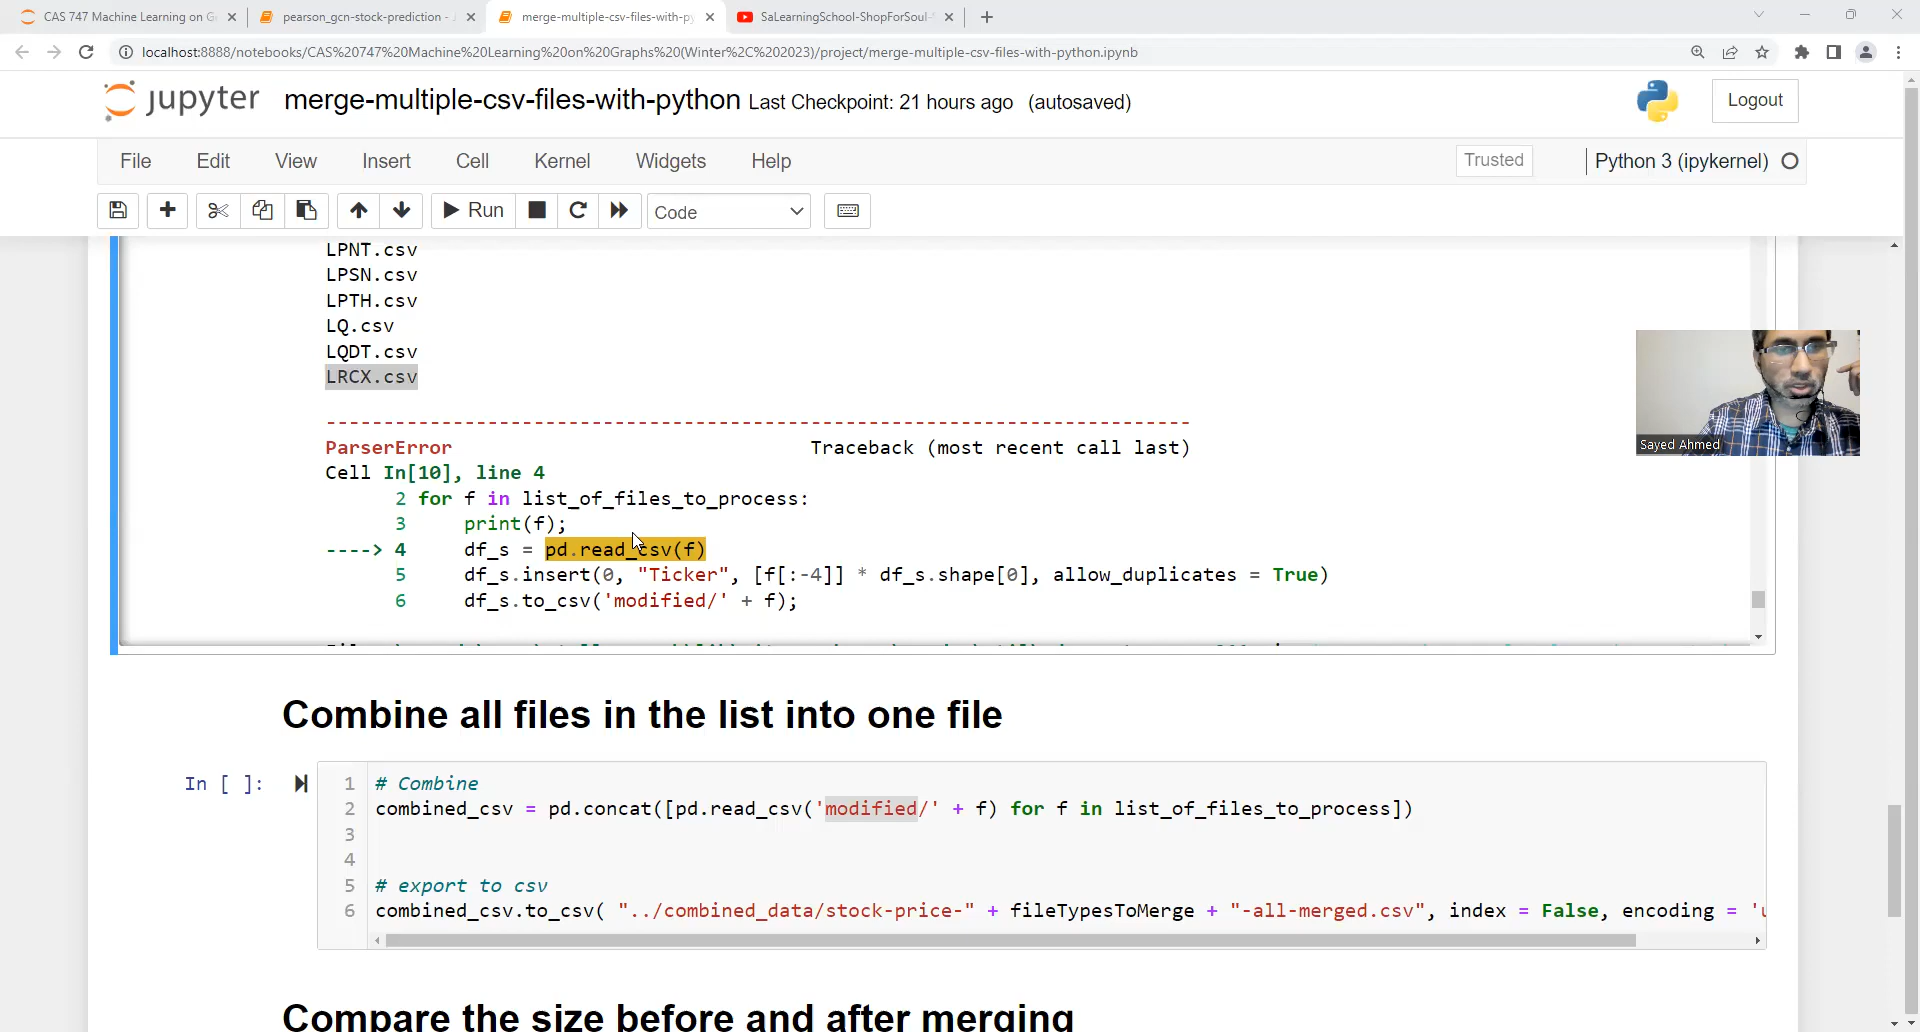 CAS 747 Machine Learning on G
pearson_gcn-stock-prediction - J
merge-multiple-csv-files-with-py
SaLearningSchool-ShopForSoul-
localhost:8888/notebooks/CAS%20747%20Machine%20Learning%20on%20Graphs%20(Winter%2C%202023)/project/merge-multiple-csv-files-with-python.ipynb
jupyter merge-multiple-csv-files-with-python Last Checkpoint: 21 hours ago (autosaved)
Logout
File Edit View Insert Cell Kernel Widgets Help
Trusted
Python 3 (ipykernel)
Run
Code
LPNT.csv
LPSN.csv
LPTH.csv
LQ.csv
LQDT.csv
LRCX.csv
---------------------------------------------------------------------------
ParserError Traceback (most recent call last)
Cell In[10], line 4
2 for f in list_of_files_to_process:
3 print(f);
----> 4 df_s = pd.read_csv(f)
5 df_s.insert(0, "Ticker", [f[:-4]] * df_s.shape[0], allow_duplicates = True)
6 df_s.to_csv('modified/' + f);
Sayed Ahmed
Combine all files in the list into one file
In [ ]:
1 # Combine
2 combined_csv = pd.concat([pd.read_csv('modified/' + f) for f in list_of_files_to_process])
3
4
5 # export to csv
6 combined_csv.to_csv( "../combined_data/stock-price-" + fileTypesToMerge + "-all-merged.csv", index = False, encoding = 'u
Compare the size before and after merging